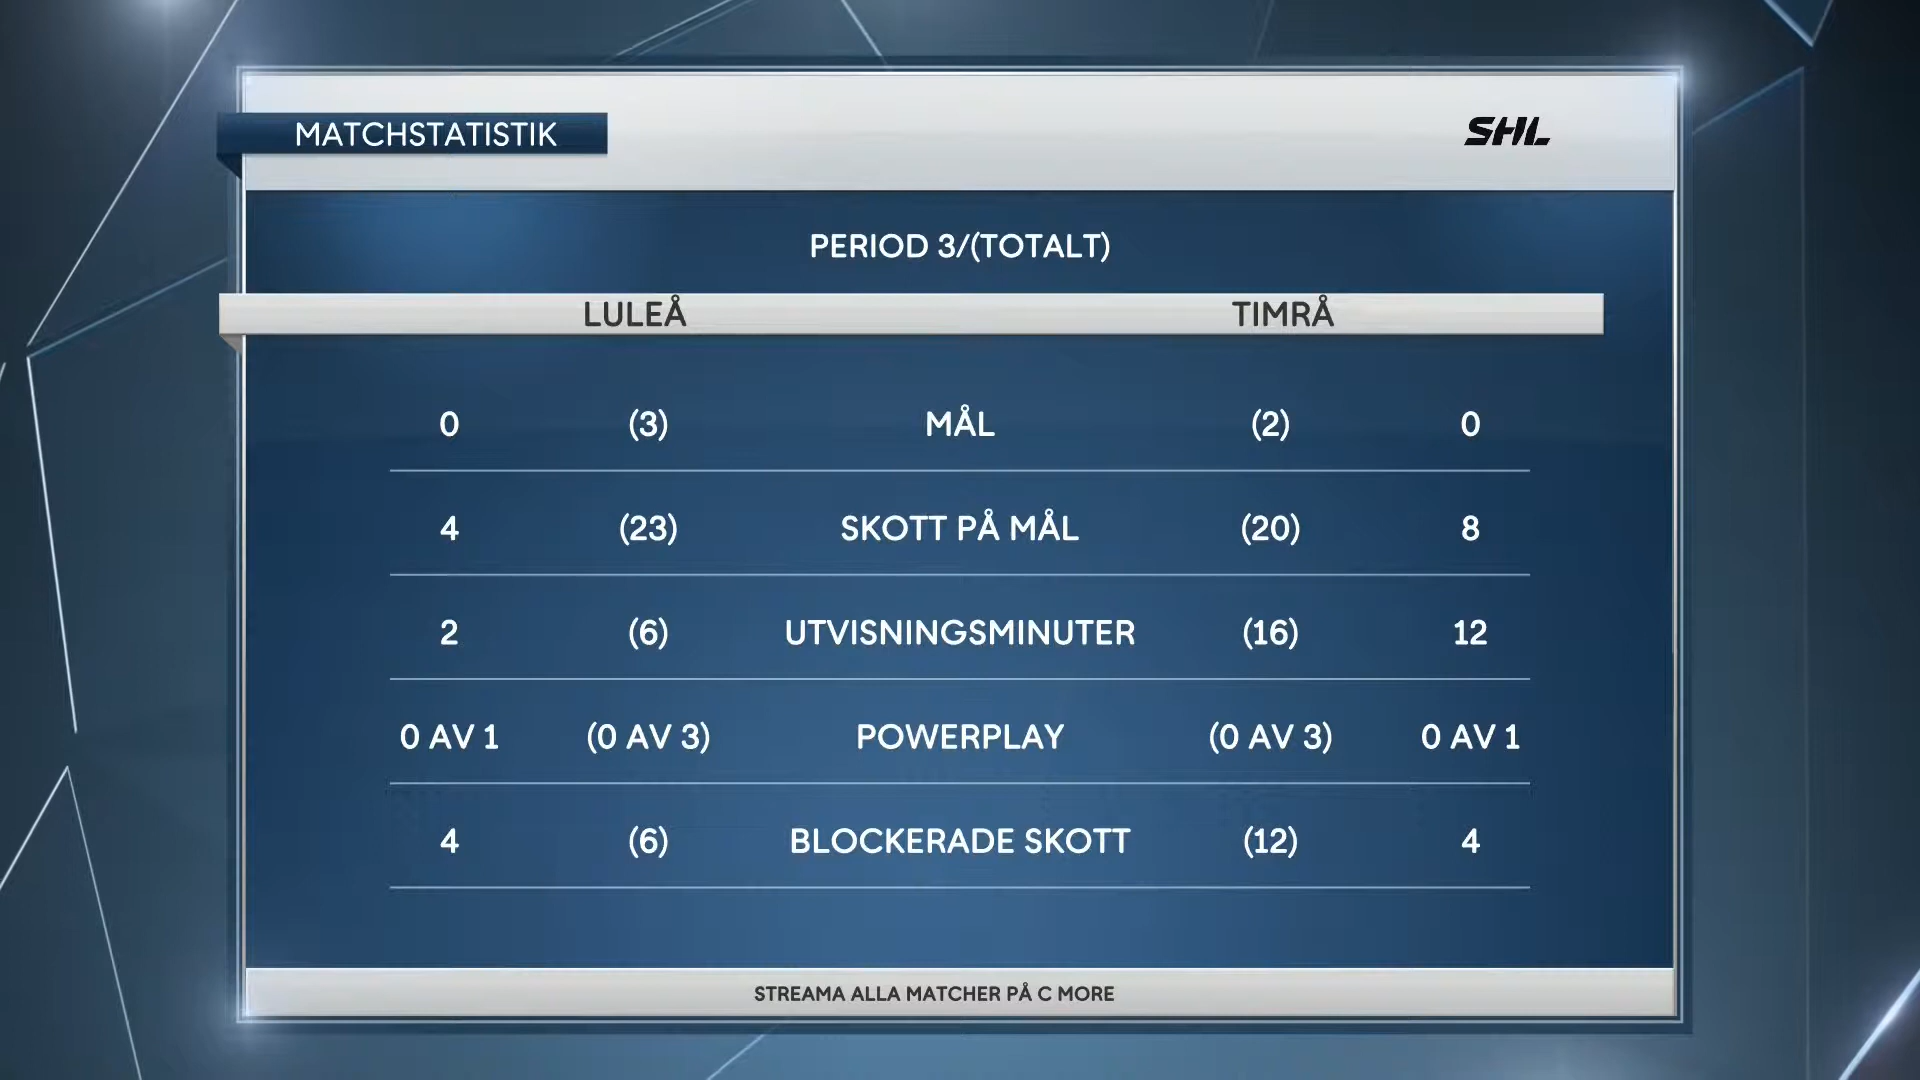 MATCHSTATISTIK
SHL
PERIOD 3/(TOTALT)
LULEÅ TIMRÅ
0 (3) MÅL (2) 0
4 (23) SKOTT PÅ MÅL (20) 8
2 (6) UTVISNINGSMINUTER (16) 12
0 AV 1 (0 AV 3) POWERPLAY (0 AV 3) 0 AV 1
4 (6) BLOCKERADE SKOTT (12) 4
STREAMA ALLA MATCHER PÅ C MORE